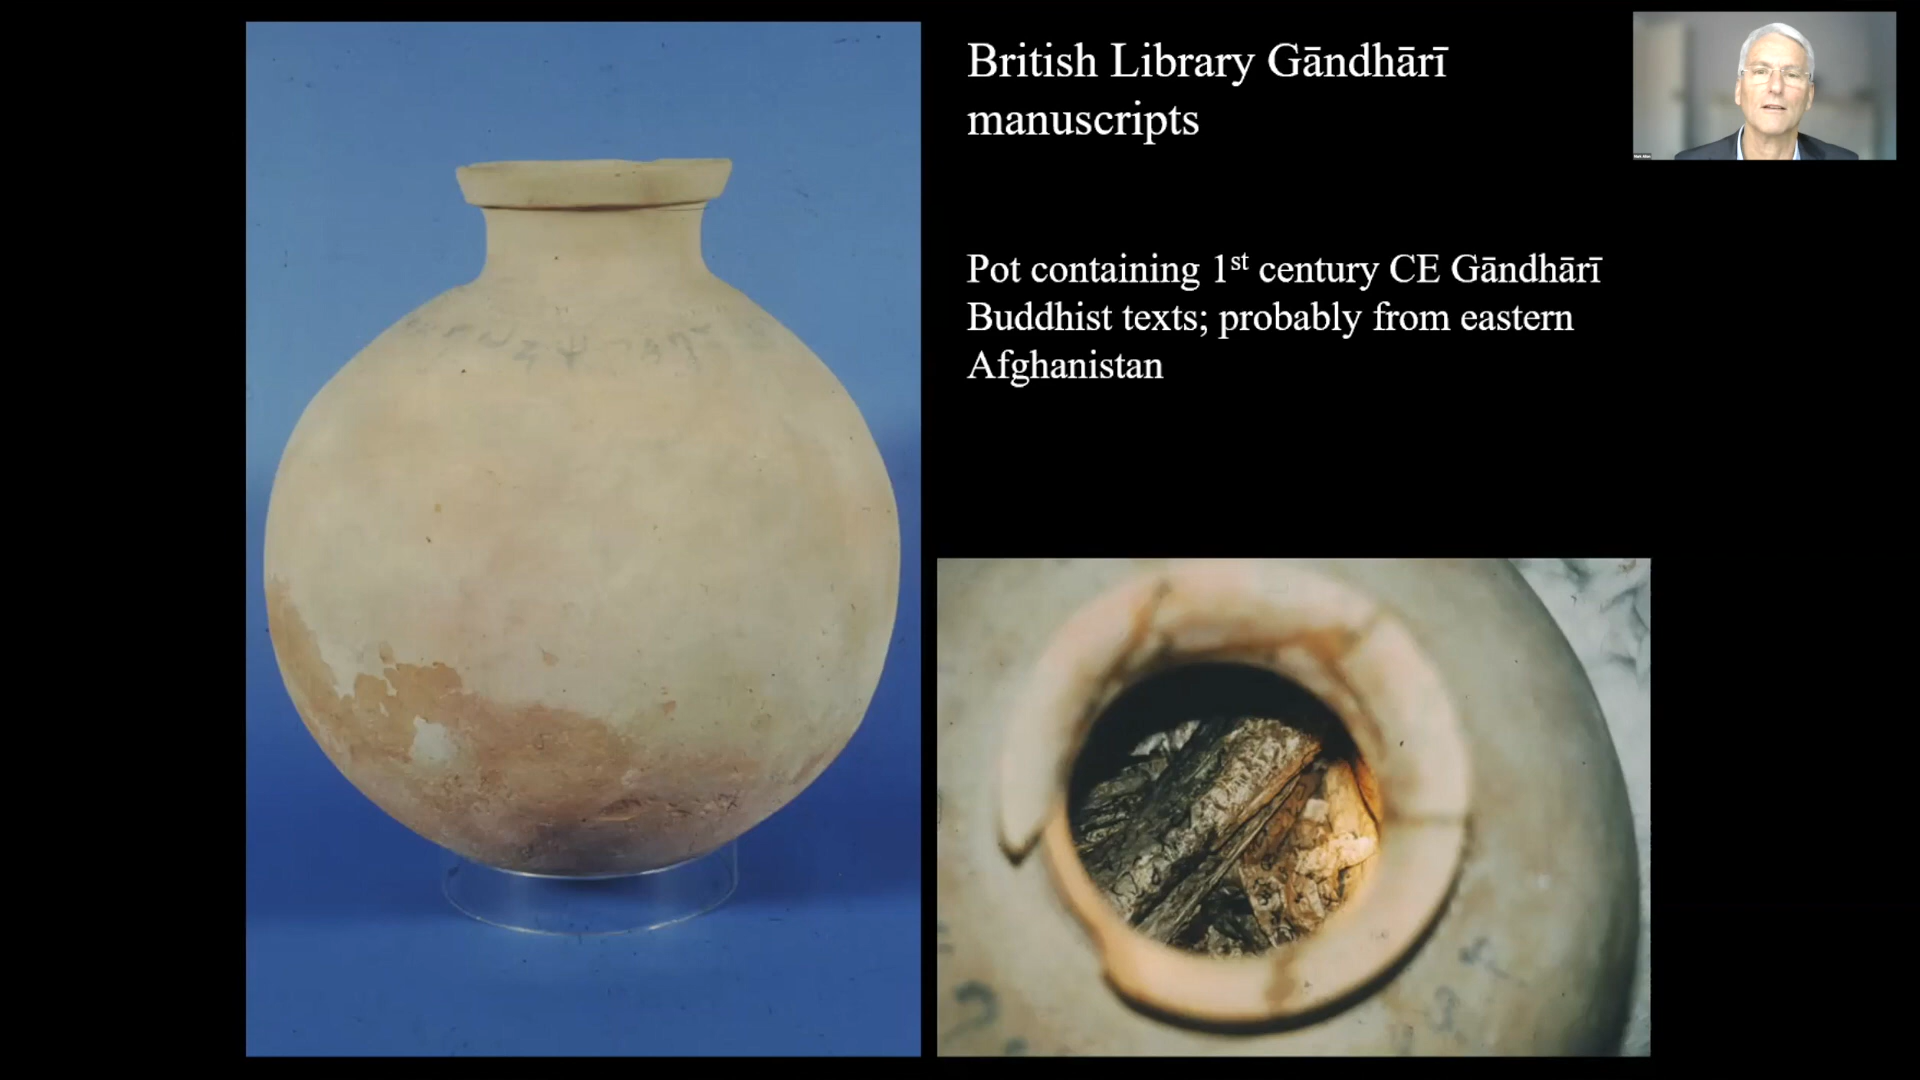 British Library Gāndhārī
manuscripts
Pot containing 1st century CE Gāndhārī
Buddhist texts; probably from eastern
Afghanistan